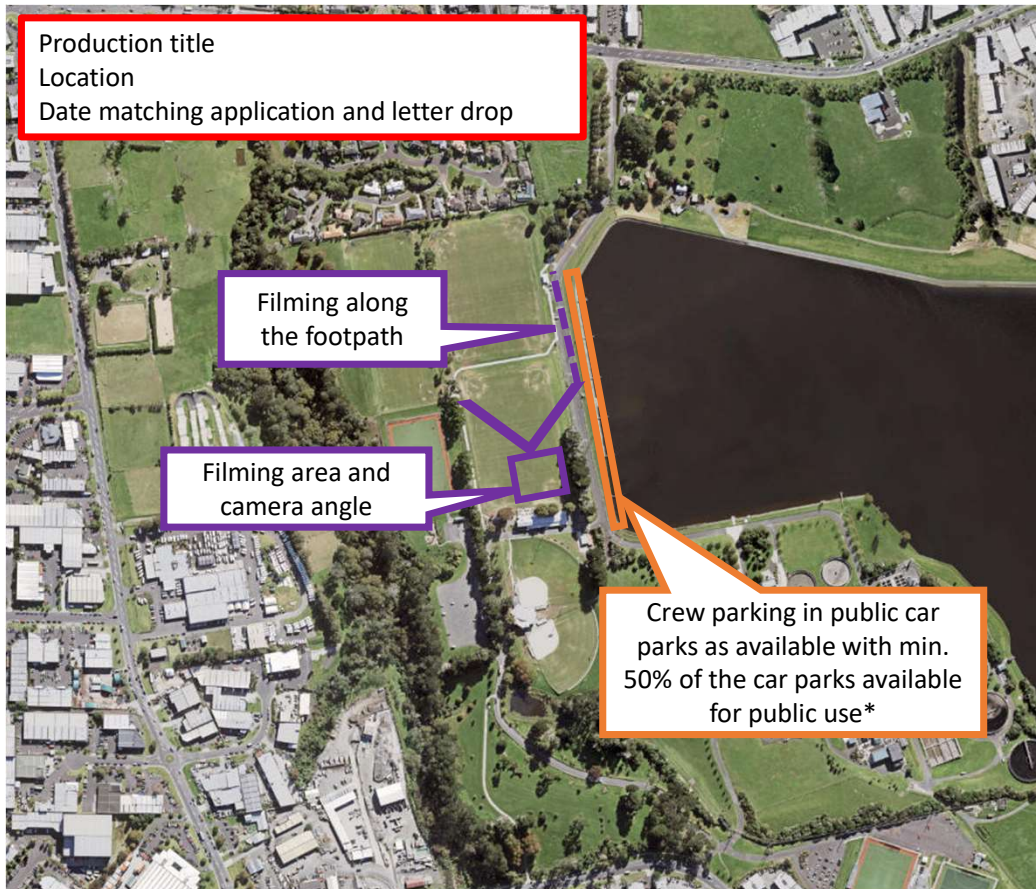 Production title
Location
Date matching application and letter drop
Filming along
the footpath
Filming area and
camera angle
Crew parking in public car
parks as available with min.
50% of the car parks available
for public use*